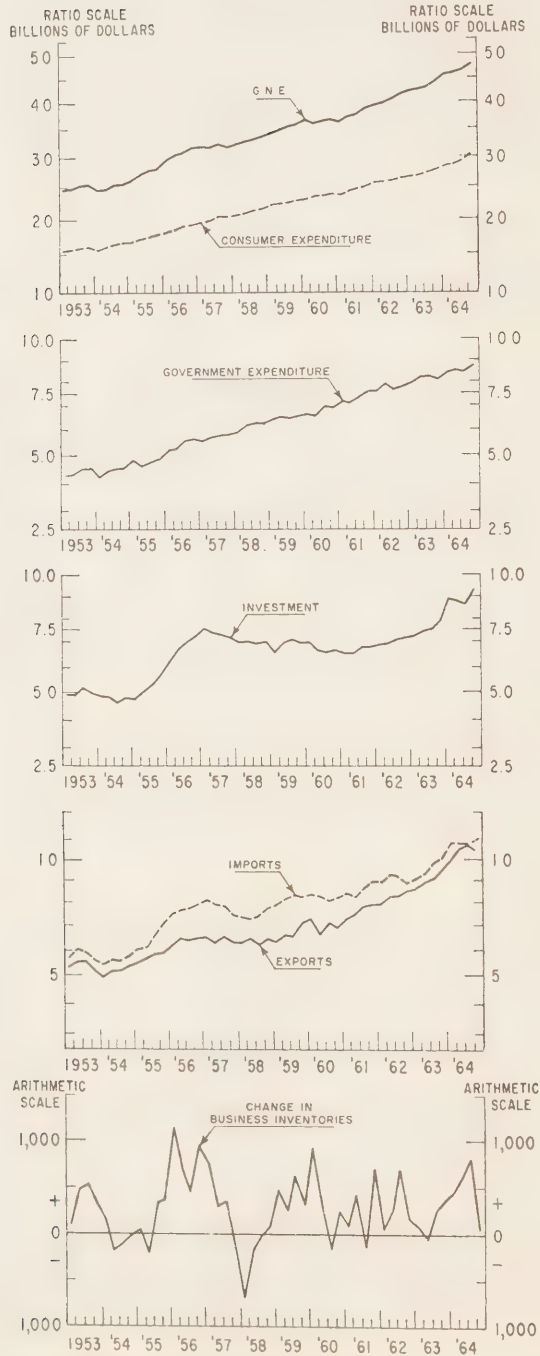 RATIO SCALE
BILLIONS OF DOLLARS
RATIO SCALE
BILLIONS OF DOLLARS
50
50
40
40
30
30
20
20
10
10
GNE
CONSUMER EXPENDITURE
1953 '54 '55 '56 '57 '58 '59 '60 '61 '62 '63 '64
10.0
10.0
7.5
7.5
5.0
5.0
2.5
2.5
GOVERNMENT EXPENDITURE
1953 '54 '55 '56 '57 '58. '59 '60 '61 '62 '63 '64
10.0
10.0
7.5
7.5
5.0
5.0
2.5
2.5
INVESTMENT
1953 '54 '55 '56 '57 '58 '59 '60 '61 '62 '63 '64
10
10
5
5
IMPORTS
EXPORTS
1953 '54 '55 '56 '57 '58 '59 '60 '61 '62 '63 '64
ARITHMETIC
SCALE
ARITHMETIC
SCALE
CHANGE IN
BUSINESS INVENTORIES
1,000
1,000
+
+
0
0
–
–
1,000
1,000
1953 '54 '55 '56 '57 '58 '59 '60 '61 '62 '63 '64